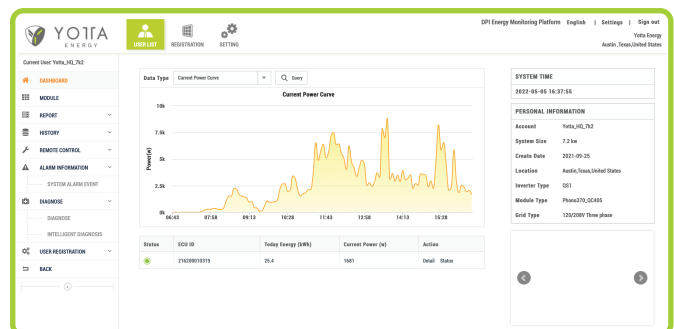 YOTTA
ENERGY
USER LIST
REGISTRATION
SETTING
DPI Energy Monitoring Platform English | Settings | Sign out
Yotta Energy
Austin ,Texas,United States
Current User: Yotta_HQ_7k2
DASHBOARD
MODULE
REPORT
HISTORY
REMOTE CONTROL
ALARM INFORMATION
SYSTEM ALARM EVENT
DIAGNOSE
DIAGNOSE
INTELLIGENT DIAGNOSIS
USER REGISTRATION
BACK
Data Type Current Power Curve Query
Current Power Curve
Power(w)
10k
7.5k
5k
2.5k
0k
06:43 07:58 09:13 10:28 11:43 12:58 14:13 15:28
Status ECU ID Today Energy (kWh) Current Power (w) Action
216200010319 25.4 1681 Detail Status
SYSTEM TIME
2022-05-05 16:37:55
PERSONAL INFORMATION
Account Yotta_HQ_7k2
System Size 7.2 kw
Create Date 2021-09-25
Location Austin,Texas,United States
Inverter Type QS1
Module Type Phono370_QC405
Grid Type 120/208V Three phase